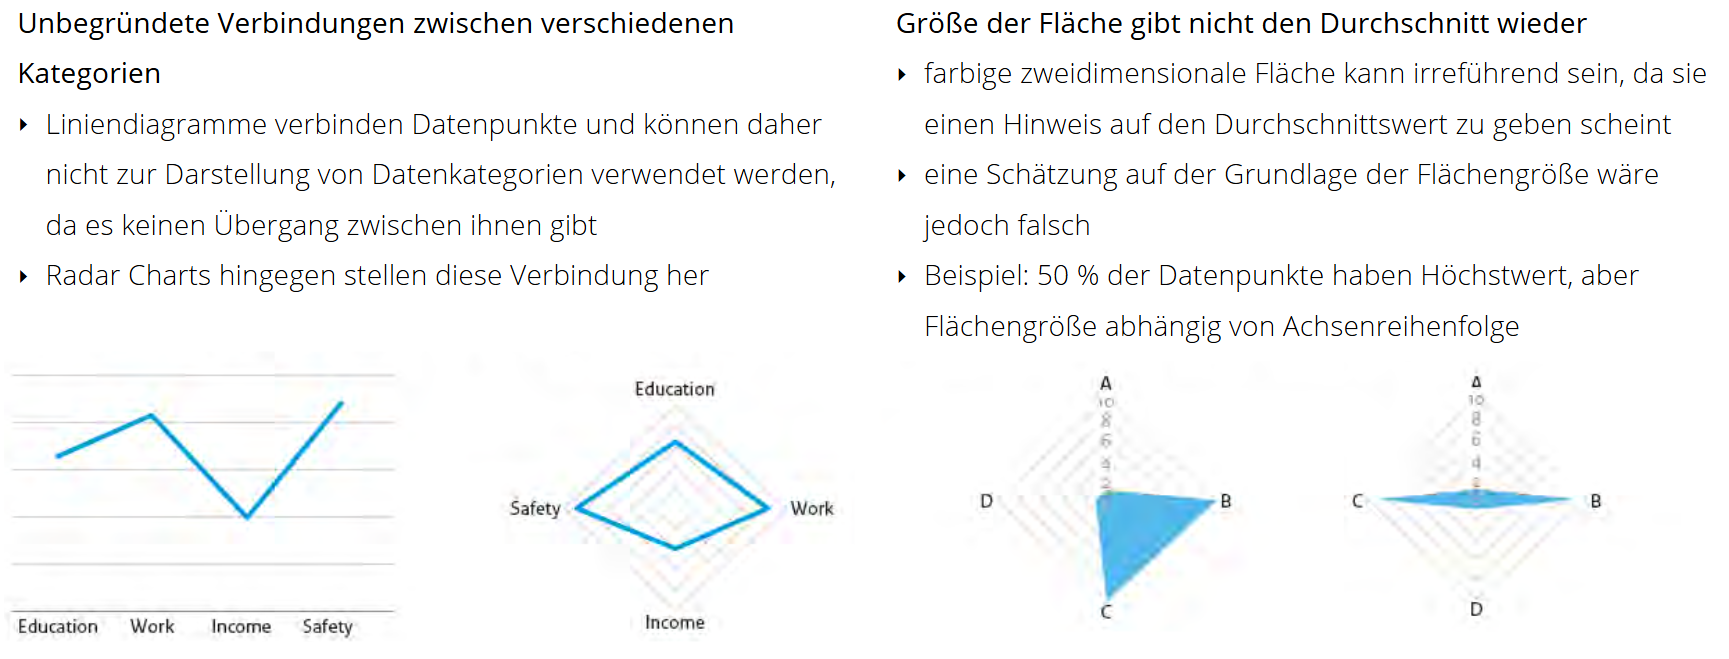 Unbegründete Verbindungen zwischen verschiedenen
Kategorien
‣ Liniendiagramme verbinden Datenpunkte und können daher
nicht zur Darstellung von Datenkategorien verwendet werden,
da es keinen Übergang zwischen ihnen gibt
‣ Radar Charts hingegen stellen diese Verbindung her
Education Work Income Safety
Education
Safety
Work
Income
Größe der Fläche gibt nicht den Durchschnitt wieder
‣ farbige zweidimensionale Fläche kann irreführend sein, da sie
einen Hinweis auf den Durchschnittswert zu geben scheint
‣ eine Schätzung auf der Grundlage der Flächengröße wäre
jedoch falsch
‣ Beispiel: 50 % der Datenpunkte haben Höchstwert, aber
Flächengröße abhängig von Achsenreihenfolge
A
10
8
6
4
2
D
B
C
A
10
8
6
4
2
C
B
D